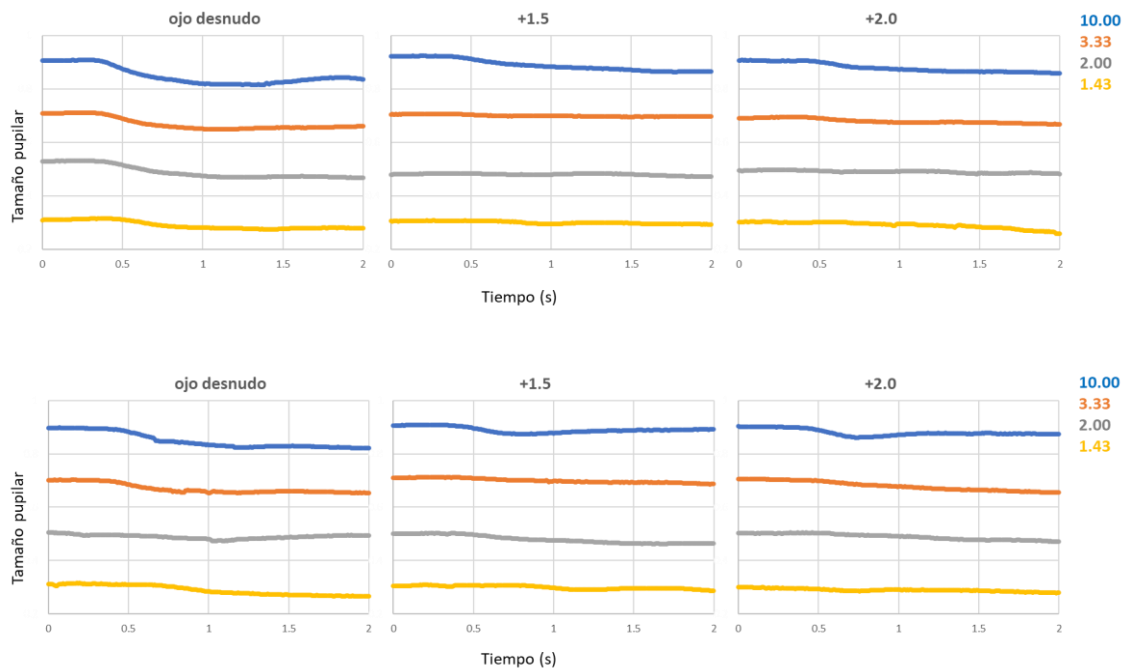 ojo desnudo +1.5 +2.0
10.00
3.33
2.00
1.43
Tamaño pupilar
0 0.5 1 1.5 2 0 0.5 1 1.5 2 0 0.5 1 1.5 2
Tiempo (s)
ojo desnudo +1.5 +2.0
10.00
3.33
2.00
1.43
Tamaño pupilar
0 0.5 1 1.5 2 0 0.5 1 1.5 2 0 0.5 1 1.5 2
Tiempo (s)